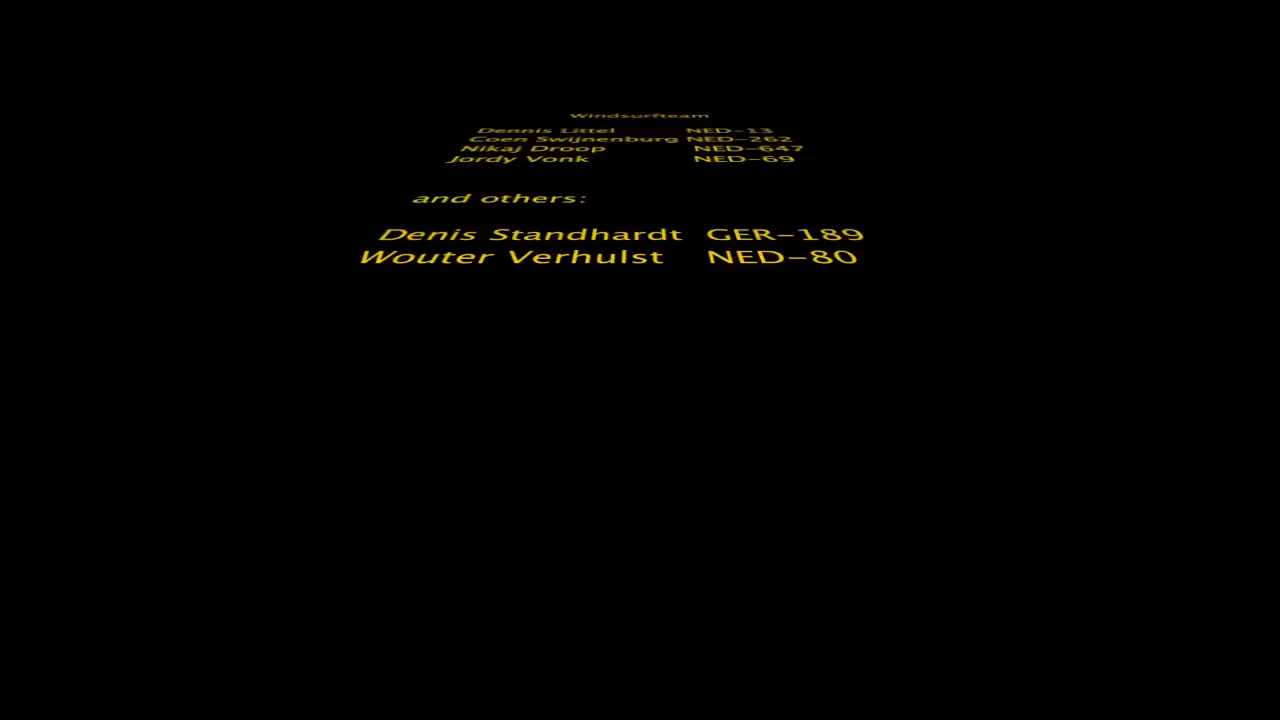 Windsurfteam
Dennis Littel NED-13
Coen Swijnenburg NED-262
Nikaj Droop NED-647
Jordy Vonk NED-69
and others:
Denis Standhardt GER-189
Wouter Verhulst NED-80